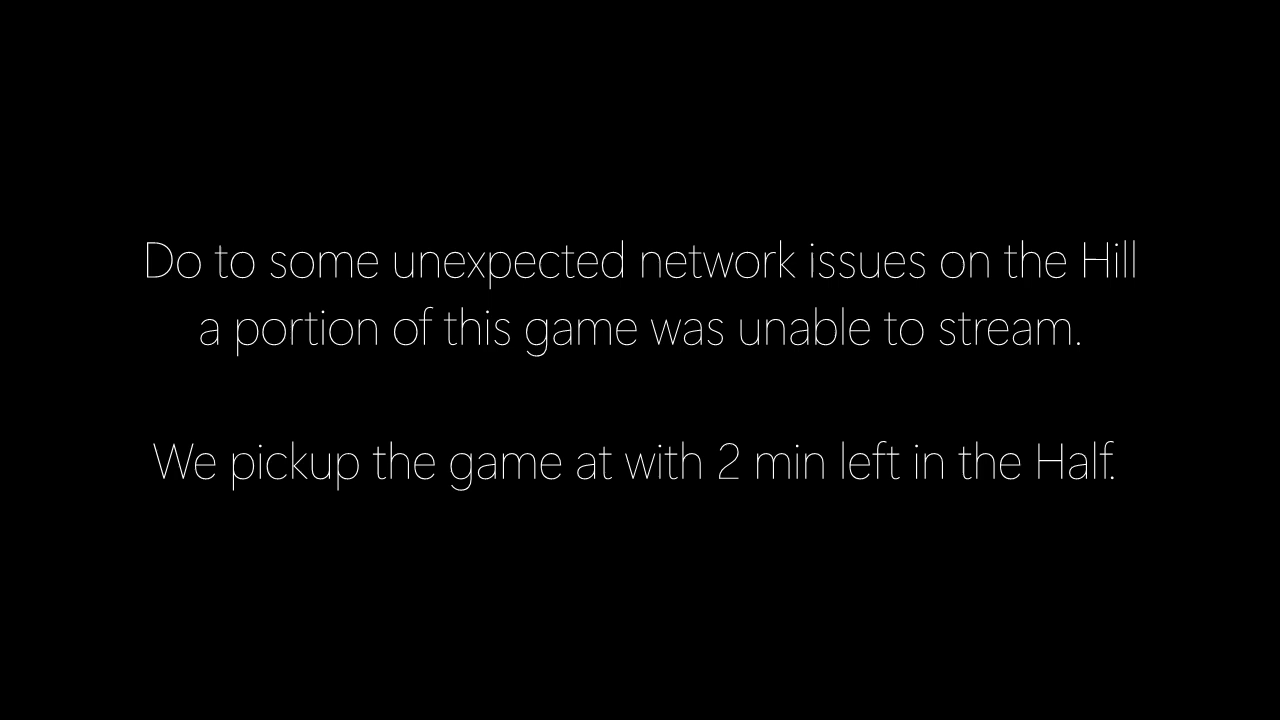 Do to some unexpected network issues on the Hill
a portion of this game was unable to stream.
We pickup the game at with 2 min left in the Half.